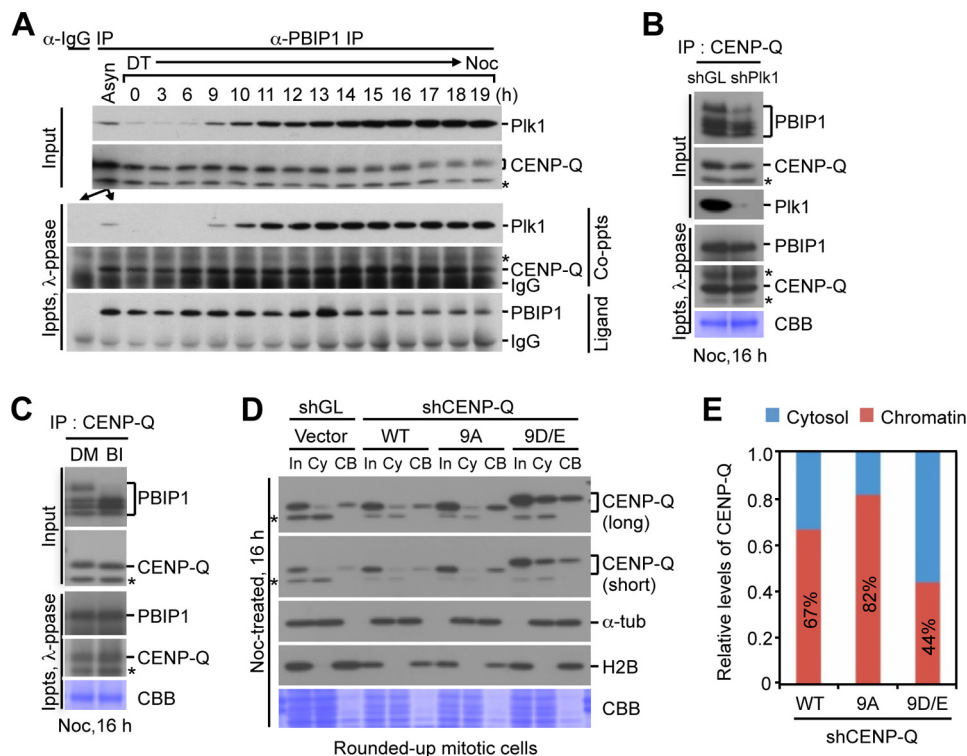 A
α-IgG IP
α-PBIP1 IP
DT Noc
Asyn 0 3 6 9 10 11 12 13 14 15 16 17 18 19 (h)
Input
Plk1
CENP-Q
*
Ippts, λ-ppase
Plk1
*
CENP-Q
IgG
Co-ppts
PBIP1
IgG
Ligand
B
IP : CENP-Q
shGL shPlk1
Input
PBIP1
CENP-Q
*
Plk1
Ippts, λ-ppase
PBIP1
*
CENP-Q
*
CBB
Noc, 16 h
C
IP : CENP-Q
DM BI
Input
PBIP1
CENP-Q
*
Ippts, λ-ppase
PBIP1
CENP-Q
*
CBB
Noc, 16 h
D
shGL shCENP-Q
Vector WT 9A 9D/E
In Cy CB In Cy CB In Cy CB In Cy CB
Noc-treated, 16 h
CENP-Q
(long)
*
CENP-Q
(short)
*
α-tub
H2B
CBB
Rounded-up mitotic cells
E
Cytosol Chromatin
Relative levels of CENP-Q
1.0
0.8
0.6
0.4
0.2
0
67%
82%
44%
WT 9A 9D/E
shCENP-Q